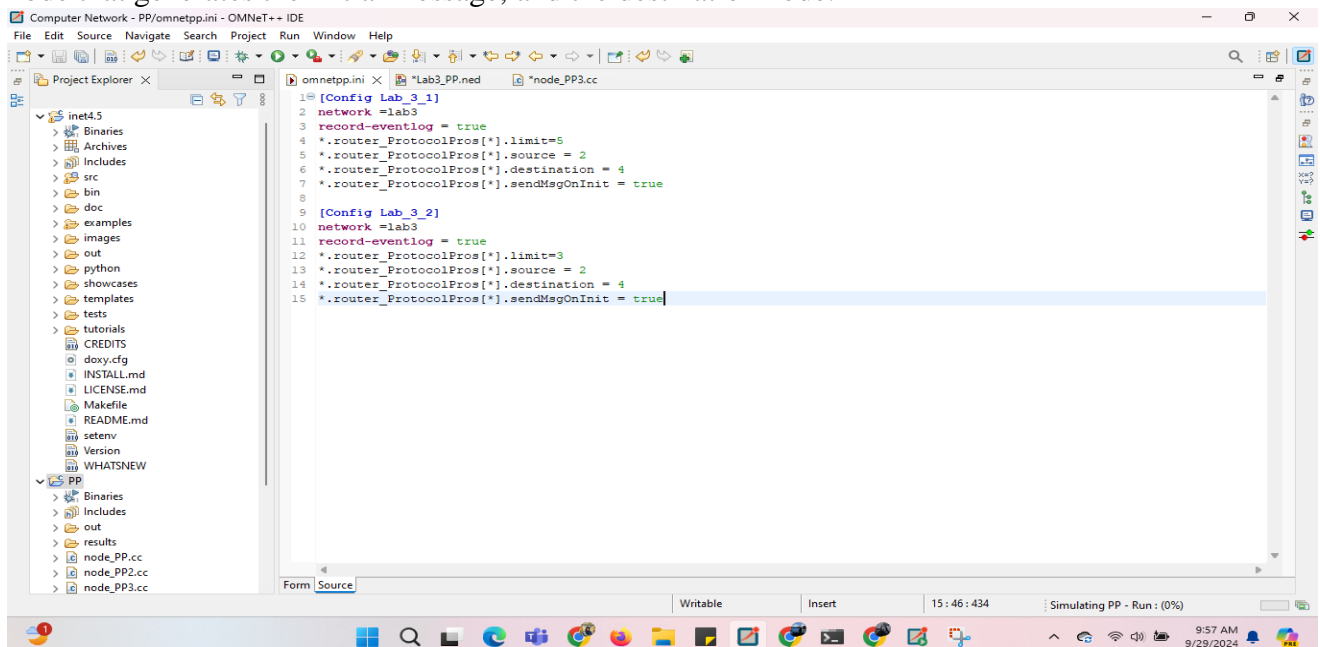 Computer Network - PP/omnetpp.ini - OMNeT++ IDE
File Edit Source Navigate Search Project Run Window Help
Project Explorer
omnetpp.ini *Lab3_PP.ned *node_PP3.cc
inet4.5
Binaries
Archives
Includes
src
bin
doc
examples
images
out
python
showcases
templates
tests
tutorials
CREDITS
doxy.cfg
INSTALL.md
LICENSE.md
Makefile
README.md
setenv
Version
WHATSNEW
PP
Binaries
Includes
out
results
node_PP.cc
node_PP2.cc
node_PP3.cc
1 [Config Lab_3_1]
2 network =lab3
3 record-eventlog = true
4 *.router_ProtocolPros[*].limit=5
5 *.router_ProtocolPros[*].source = 2
6 *.router_ProtocolPros[*].destination = 4
7 *.router_ProtocolPros[*].sendMsgOnInit = true
8
9 [Config Lab_3_2]
10 network =lab3
11 record-eventlog = true
12 *.router_ProtocolPros[*].limit=3
13 *.router_ProtocolPros[*].source = 2
14 *.router_ProtocolPros[*].destination = 4
15 *.router_ProtocolPros[*].sendMsgOnInit = true
Form Source
Writable Insert 15 : 46 : 434 Simulating PP - Run : (0%)
9:57 AM
9/29/2024